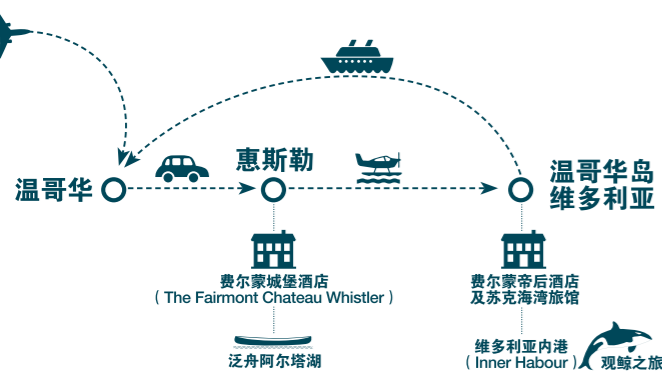 惠斯勒
温哥华
温哥华岛
维多利亚
费尔蒙城堡酒店
（The Fairmont Chateau Whistler）
费尔蒙帝后酒店
及苏克海湾旅馆
泛舟阿尔塔湖
维多利亚内港
（Inner Habour）
观鲸之旅